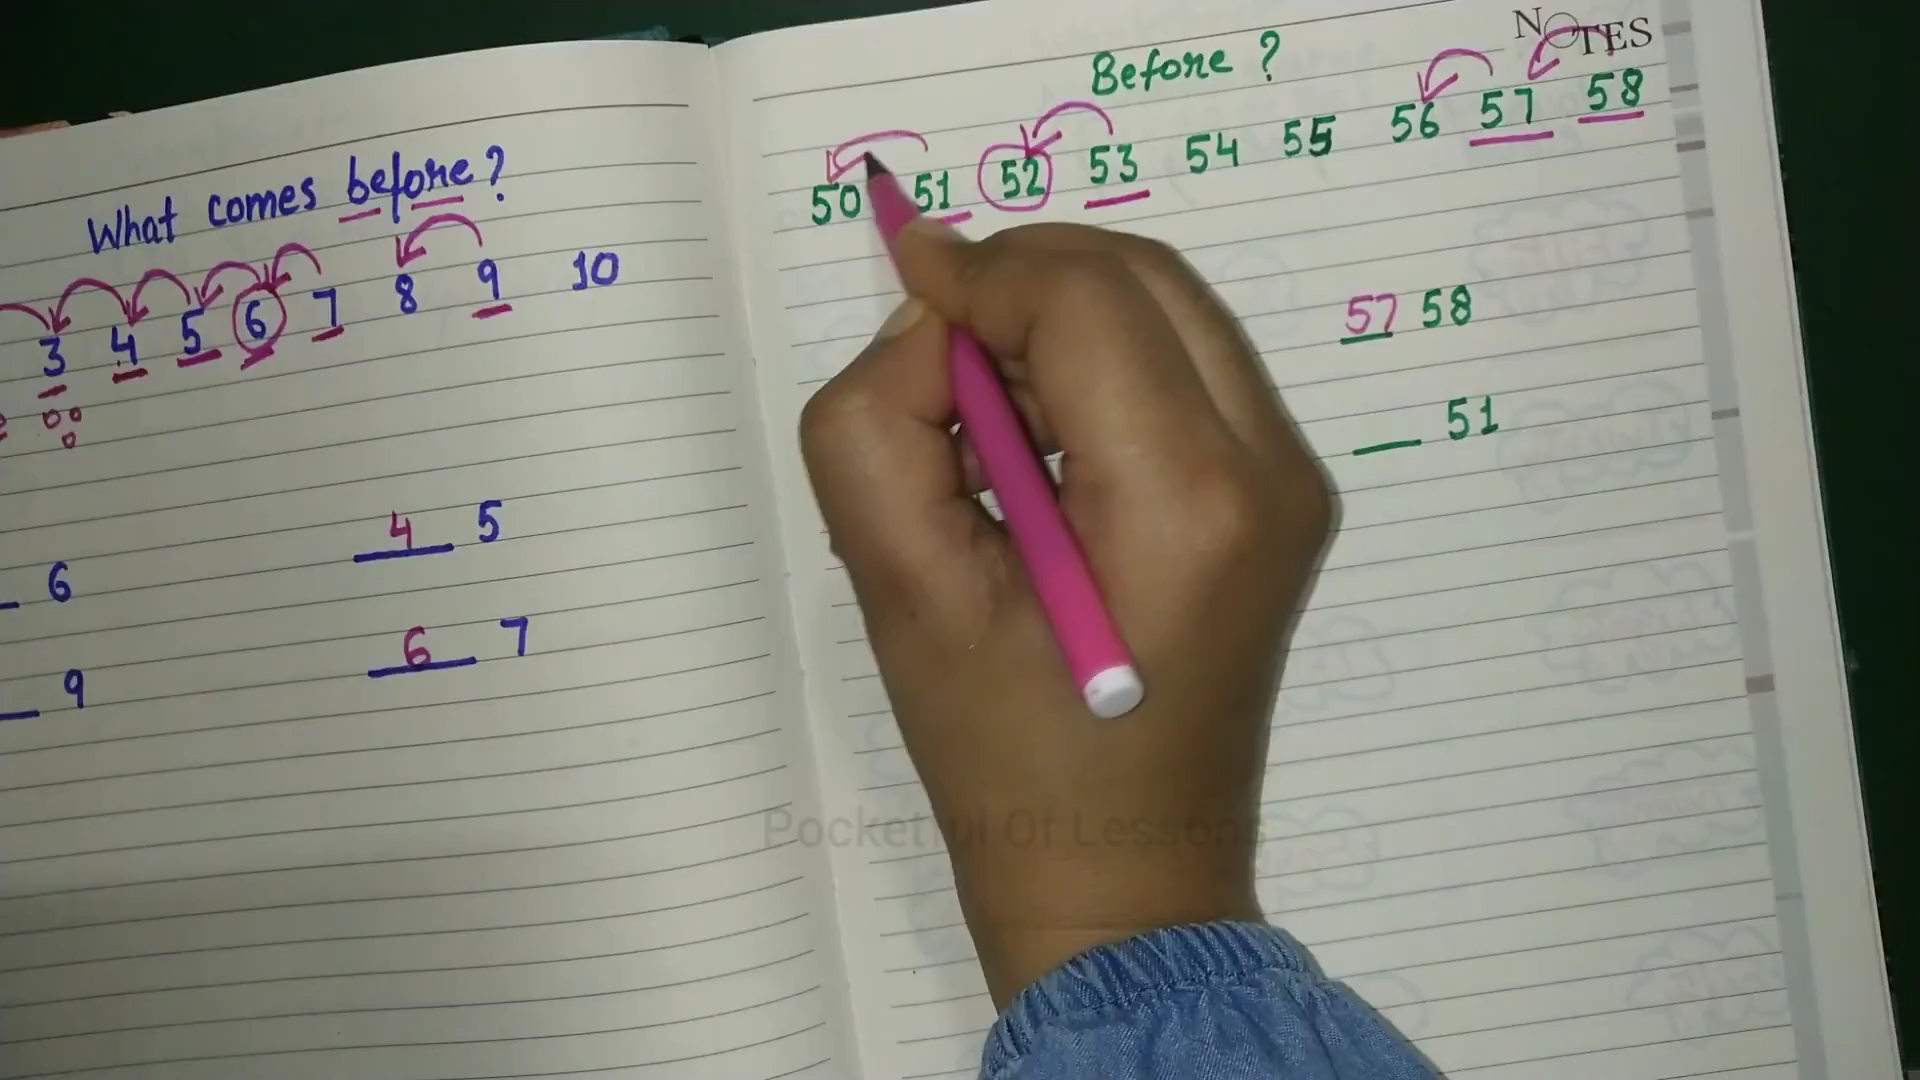 What comes before?
3 4 5 6 7 8 9 10
4 5
6
6 7
9
NOTES
Before ?
50 51 52 53 54 55 56 57 58
57 58
__ 51
Pocketful Of Lessons